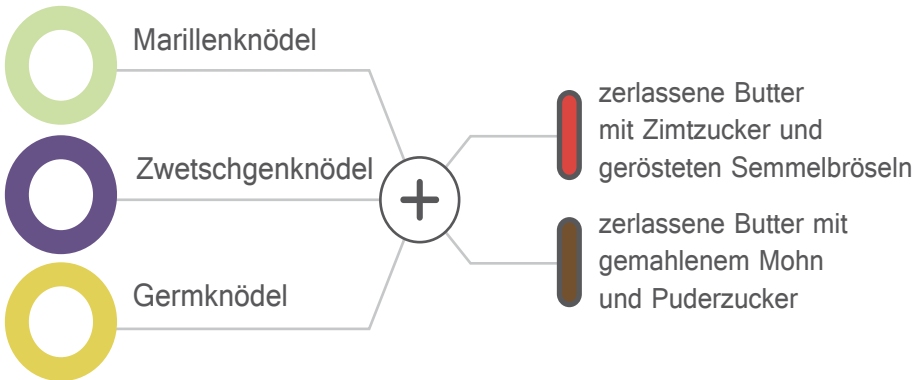 Marillenknödel
Zwetschgenknödel
Germknödel
+
zerlassene Butter
mit Zimtzucker und
gerösteten Semmelbröseln
zerlassene Butter mit
gemahlenem Mohn
und Puderzucker